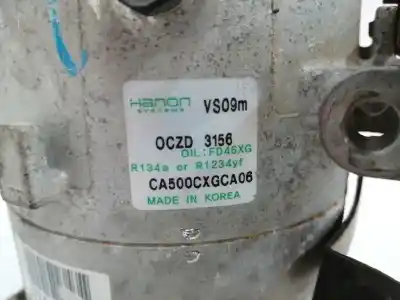 Hanon VS09m
SYSTEMS
OCZD 3156
OIL:FD46XG
R134a or R1234yf
CA500CXGCA06
MADE IN KOREA